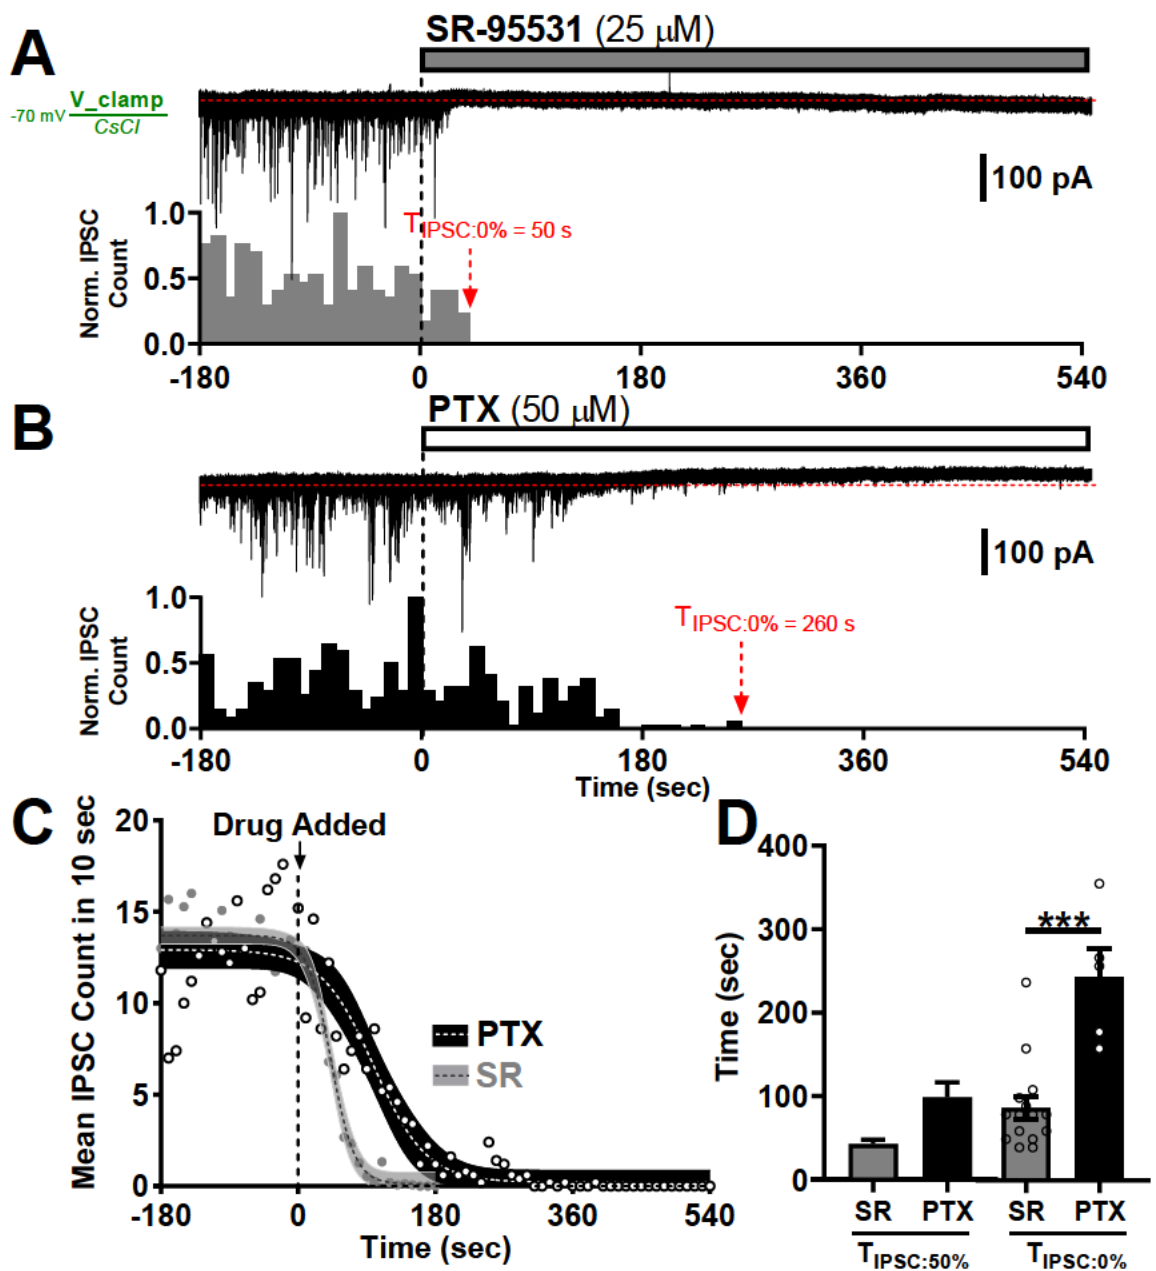 A
SR-95531 (25 μM)
-70 mV V_clamp
CsCl
100 pA
Norm. IPSC
Count
1.0
0.5
0.0
TIPSC:0% = 50 s
-180 0 180 360 540
B
PTX (50 μM)
100 pA
Norm. IPSC
Count
1.0
0.5
0.0
TIPSC:0% = 260 s
-180 0 180 360 540
Time (sec)
C
Mean IPSC Count in 10 sec
20
15
10
5
0
Drug Added
PTX
SR
-180 0 180 360 540
Time (sec)
D
Time (sec)
400
300
200
100
0
***
SR PTX SR PTX
TIPSC:50% TIPSC:0%